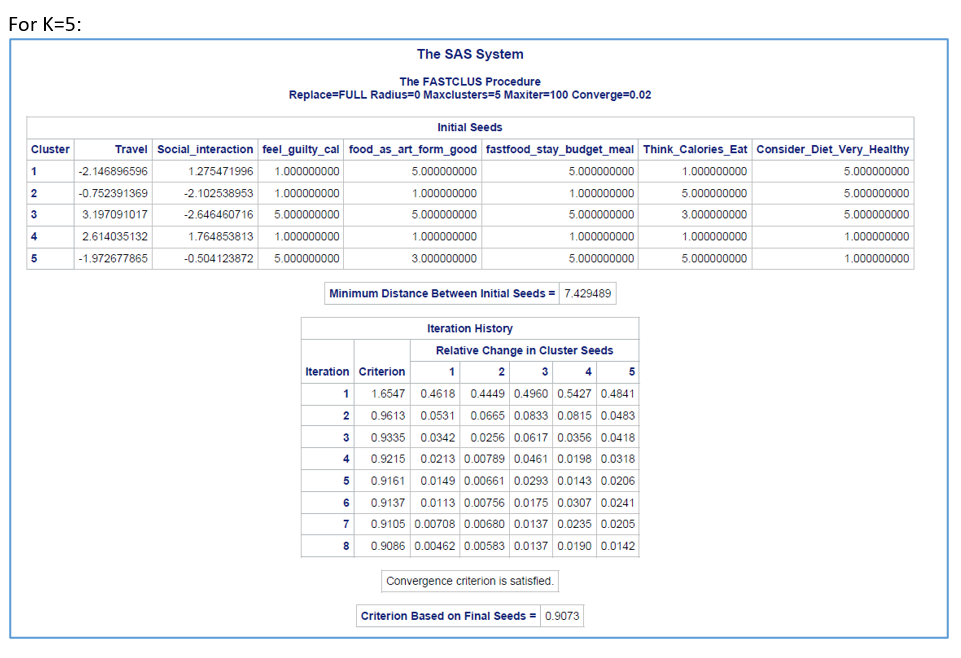 For K=5:
The SAS System
The FASTCLUS Procedure
Replace=FULL Radius=0 Maxclusters=5 Maxiter=100 Converge=0.02
Initial Seeds
Cluster Travel Social_interaction feel_guilty_cal food_as_art_form_good fastfood_stay_budget_meal Think_Calories_Eat Consider_Diet_Very_Healthy
1 -2.146896596 1.275471996 1.000000000 5.000000000 5.000000000 1.000000000 5.000000000
2 -0.752391369 -2.102538953 1.000000000 1.000000000 1.000000000 5.000000000 5.000000000
3 3.197091017 -2.646460716 5.000000000 5.000000000 5.000000000 3.000000000 5.000000000
4 2.614035132 1.764853813 1.000000000 1.000000000 1.000000000 1.000000000 1.000000000
5 -1.972677865 -0.504123872 5.000000000 3.000000000 5.000000000 5.000000000 1.000000000
Minimum Distance Between Initial Seeds = 7.429489
Iteration History
Relative Change in Cluster Seeds
Iteration Criterion 1 2 3 4 5
1 1.6547 0.4618 0.4449 0.4960 0.5427 0.4841
2 0.9613 0.0531 0.0665 0.0833 0.0815 0.0483
3 0.9335 0.0342 0.0256 0.0617 0.0356 0.0418
4 0.9215 0.0213 0.00789 0.0461 0.0198 0.0318
5 0.9161 0.0149 0.00661 0.0293 0.0143 0.0206
6 0.9137 0.0113 0.00756 0.0175 0.0307 0.0241
7 0.9105 0.00708 0.00680 0.0137 0.0235 0.0205
8 0.9086 0.00462 0.00583 0.0137 0.0190 0.0142
Convergence criterion is satisfied.
Criterion Based on Final Seeds = 0.9073